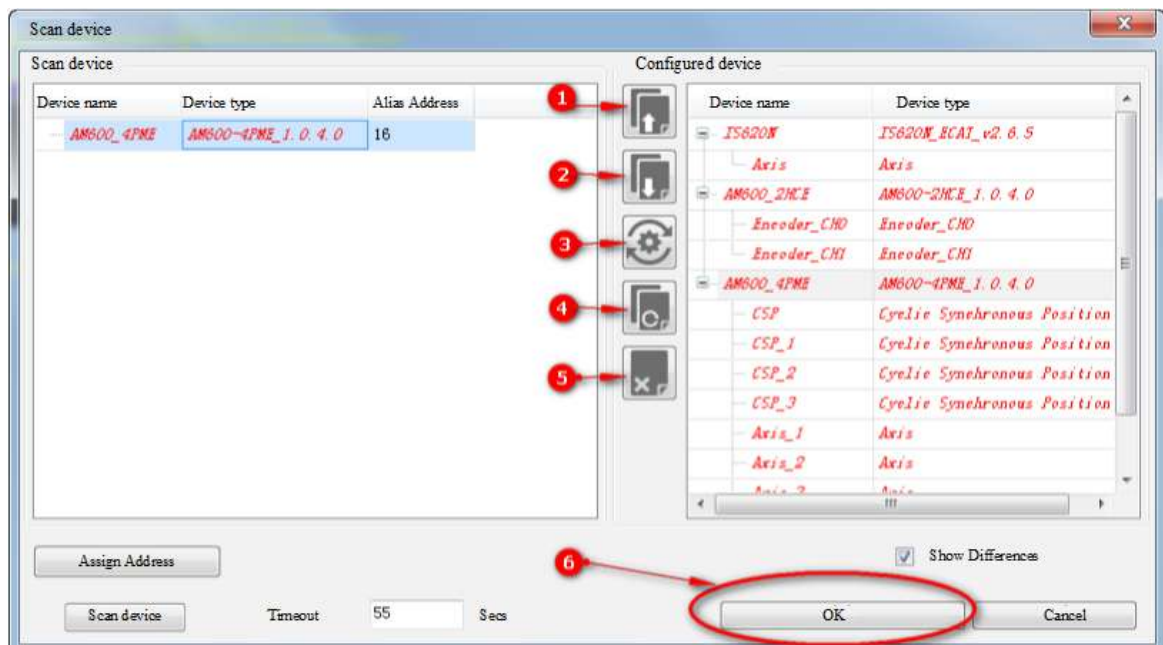 Scan device
Scan device
Configured device
Device name Device type Alias Address
AM600_4PME AM600-4PME_1.0.4.0 16
Device name Device type
IS620N IS620N_ECAT_v2.6.5
Axis Axis
AM600_2HCE AM600-2HCE_1.0.4.0
Encoder_CH0 Encoder_CH0
Encoder_CH1 Encoder_CH1
AM600_4PME AM600-4PME_1.0.4.0
CSP Cyclic Synchronous Position
CSP_1 Cyclic Synchronous Position
CSP_2 Cyclic Synchronous Position
CSP_3 Cyclic Synchronous Position
Axis_1 Axis
Axis_2 Axis
1
2
3
4
5
Assign Address
Show Differences
6
Scan device Timeout 55 Secs
OK Cancel